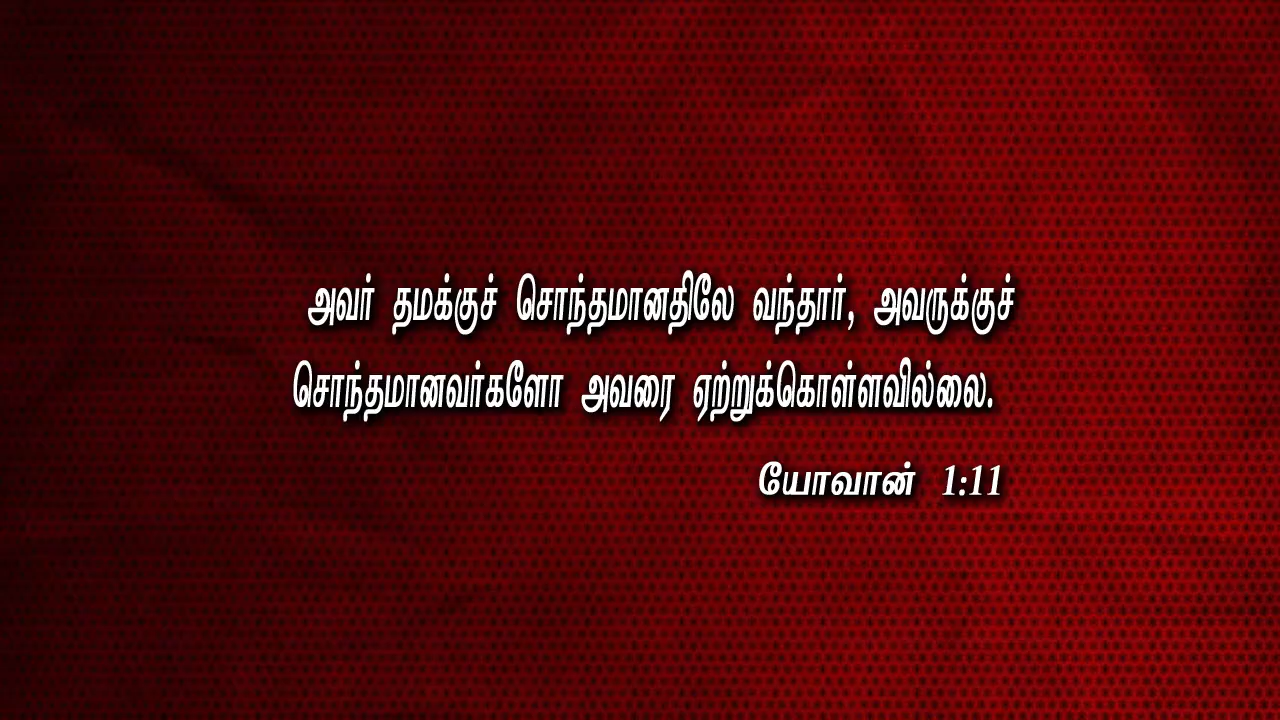 அவர் தமக்குச் சொந்தமானதிலே வந்தார், அவருக்குச்
சொந்தமானவர்களோ அவரை ஏற்றுக்கொள்ளவில்லை.
யோவான் 1:11